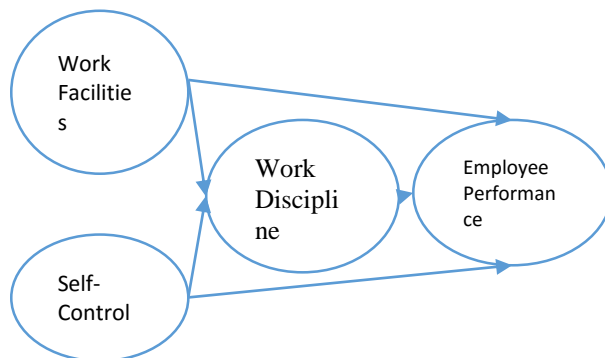 Work
Facilitie
s
Work
Discipli
ne
Employee
Performan
ce
Self-
Control